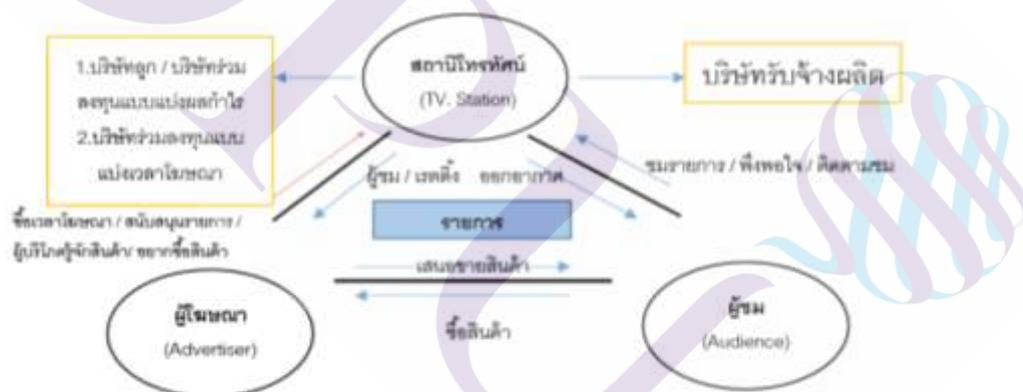 1.บริษัทลูก / บริษัทร่วม
ลงทุนแบบแบ่งผลกำไร
2.บริษัทร่วมลงทุนแบบ
แบ่งเวลาโฆษณา
สถานีโทรทัศน์
(TV. Station)
บริษัทรับจ้างผลิต
ผู้ชม / เรตติ้ง ออกอากาศ
ชมรายการ / พึงพอใจ / ติดตามชม
รายการ
ซื้อเวลาโฆษณา / สนับสนุนรายการ /
ผู้บริโภครู้จักสินค้า/ อยากซื้อสินค้า
เสนอขายสินค้า
ผู้โฆษณา
(Advertiser)
ซื้อสินค้า
ผู้ชม
(Audience)